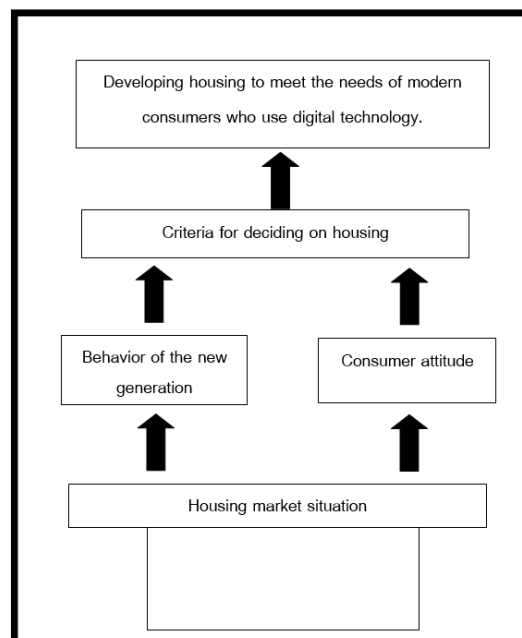 Developing housing to meet the needs of modern
consumers who use digital technology.
Criteria for deciding on housing
Behavior of the new
generation
Consumer attitude
Housing market situation